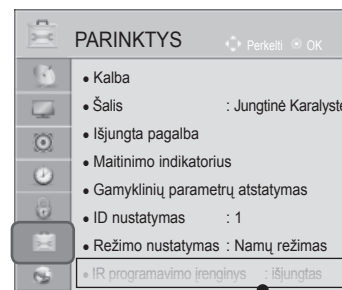 PARINKTYS Perkelti OK
• Kalba
• Šalis : Jungtinė Karalystė
• Išjungta pagalba
• Maitinimo indikatorius
• Gamyklinių parametrų atstatymas
• ID nustatymas : 1
• Režimo nustatymas : Namų režimas
• IR programavimo įrenginys : išjungtas